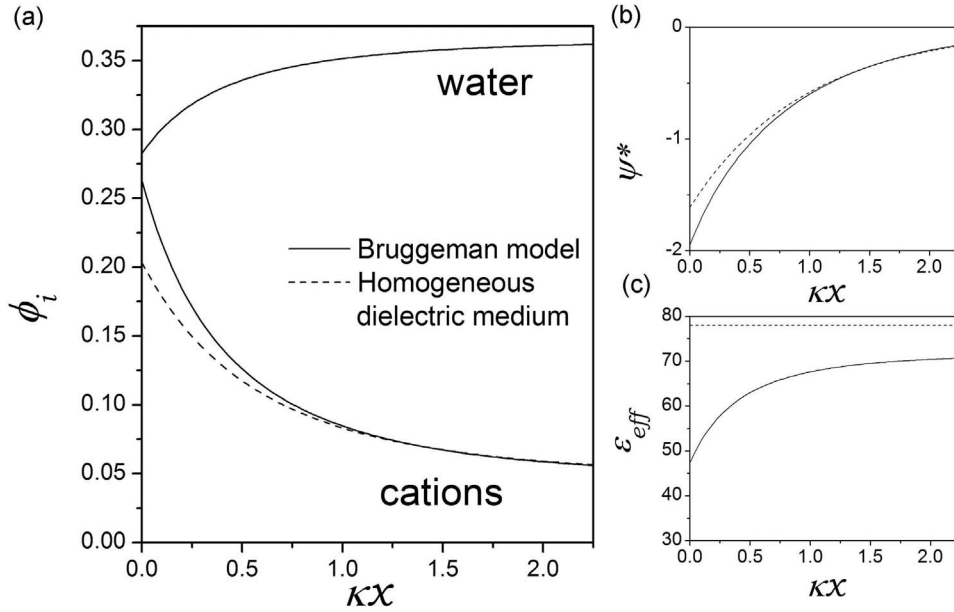 (a)
0.35
0.30
0.25
0.20
0.15
0.10
0.05
0.00
ϕi
water
Bruggeman model
Homogeneous
dielectric medium
cations
0.0 0.5 1.0 1.5 2.0
κx
(b)
0
-1
-2
ψ*
0.0 0.5 1.0 1.5 2.0
κx
(c)
80
70
60
50
40
30
εeff
0.0 0.5 1.0 1.5 2.0
κx